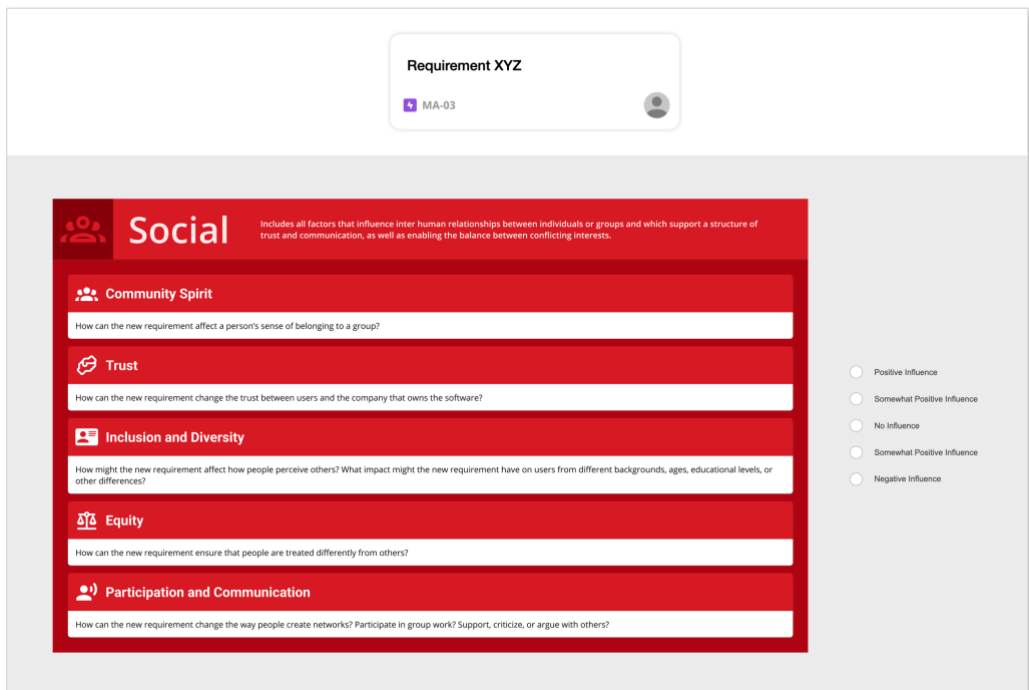 Requirement XYZ
MA-03
Social
Includes all factors that influence inter human relationships between individuals or groups and which support a structure of
trust and communication, as well as enabling the balance between conflicting interests.
Community Spirit
How can the new requirement affect a person's sense of belonging to a group?
Trust
How can the new requirement change the trust between users and the company that owns the software?
Inclusion and Diversity
How might the new requirement affect how people perceive others? What impact might the new requirement have on users from different backgrounds, ages, educational levels, or
other differences?
Equity
How can the new requirement ensure that people are treated differently from others?
Participation and Communication
How can the new requirement change the way people create networks? Participate in group work? Support, criticize, or argue with others?
Positive Influence
Somewhat Positive Influence
No Influence
Somewhat Positive Influence
Negative Influence